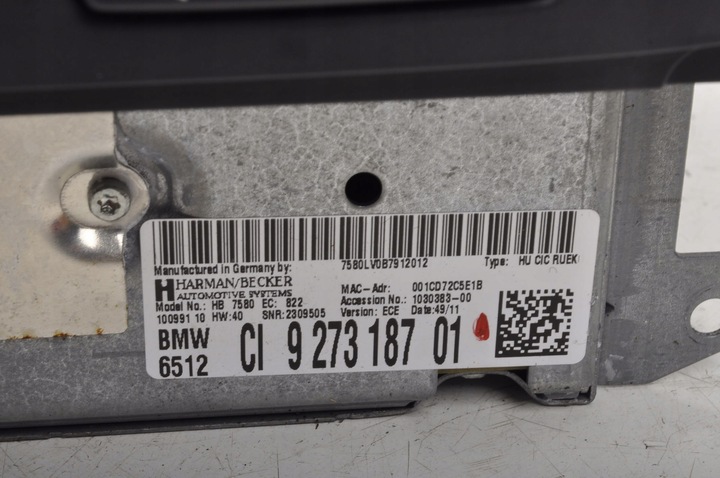 Manufactured in Germany by: 7580LV0B7912012 Type: HU CIC RUEK
H HARMAN/BECKER MAC-Adr: 001CD72C5E1B
AUTOMOTIVE SYSTEMS Accession No.: 1030383-00
Model No.: HB 7580 EC: 822 Version: ECE Date:49/11
100991 10 HW:40 SNR:2309505
BMW 6512 CI 9 273 187 01